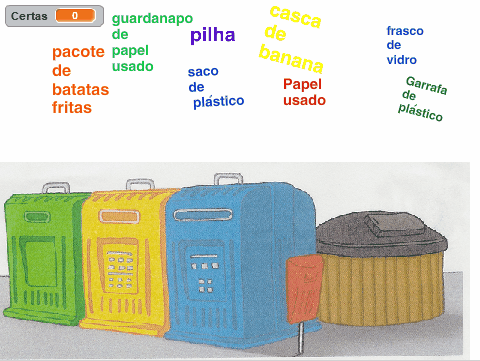 Certas 0
pacote
de
batatas
fritas
guardanapo
de
papel
usado
pilha
saco
de
plástico
casca
de
banana
Papel
usado
frasco
de
vidro
Garrafa
de
plástico